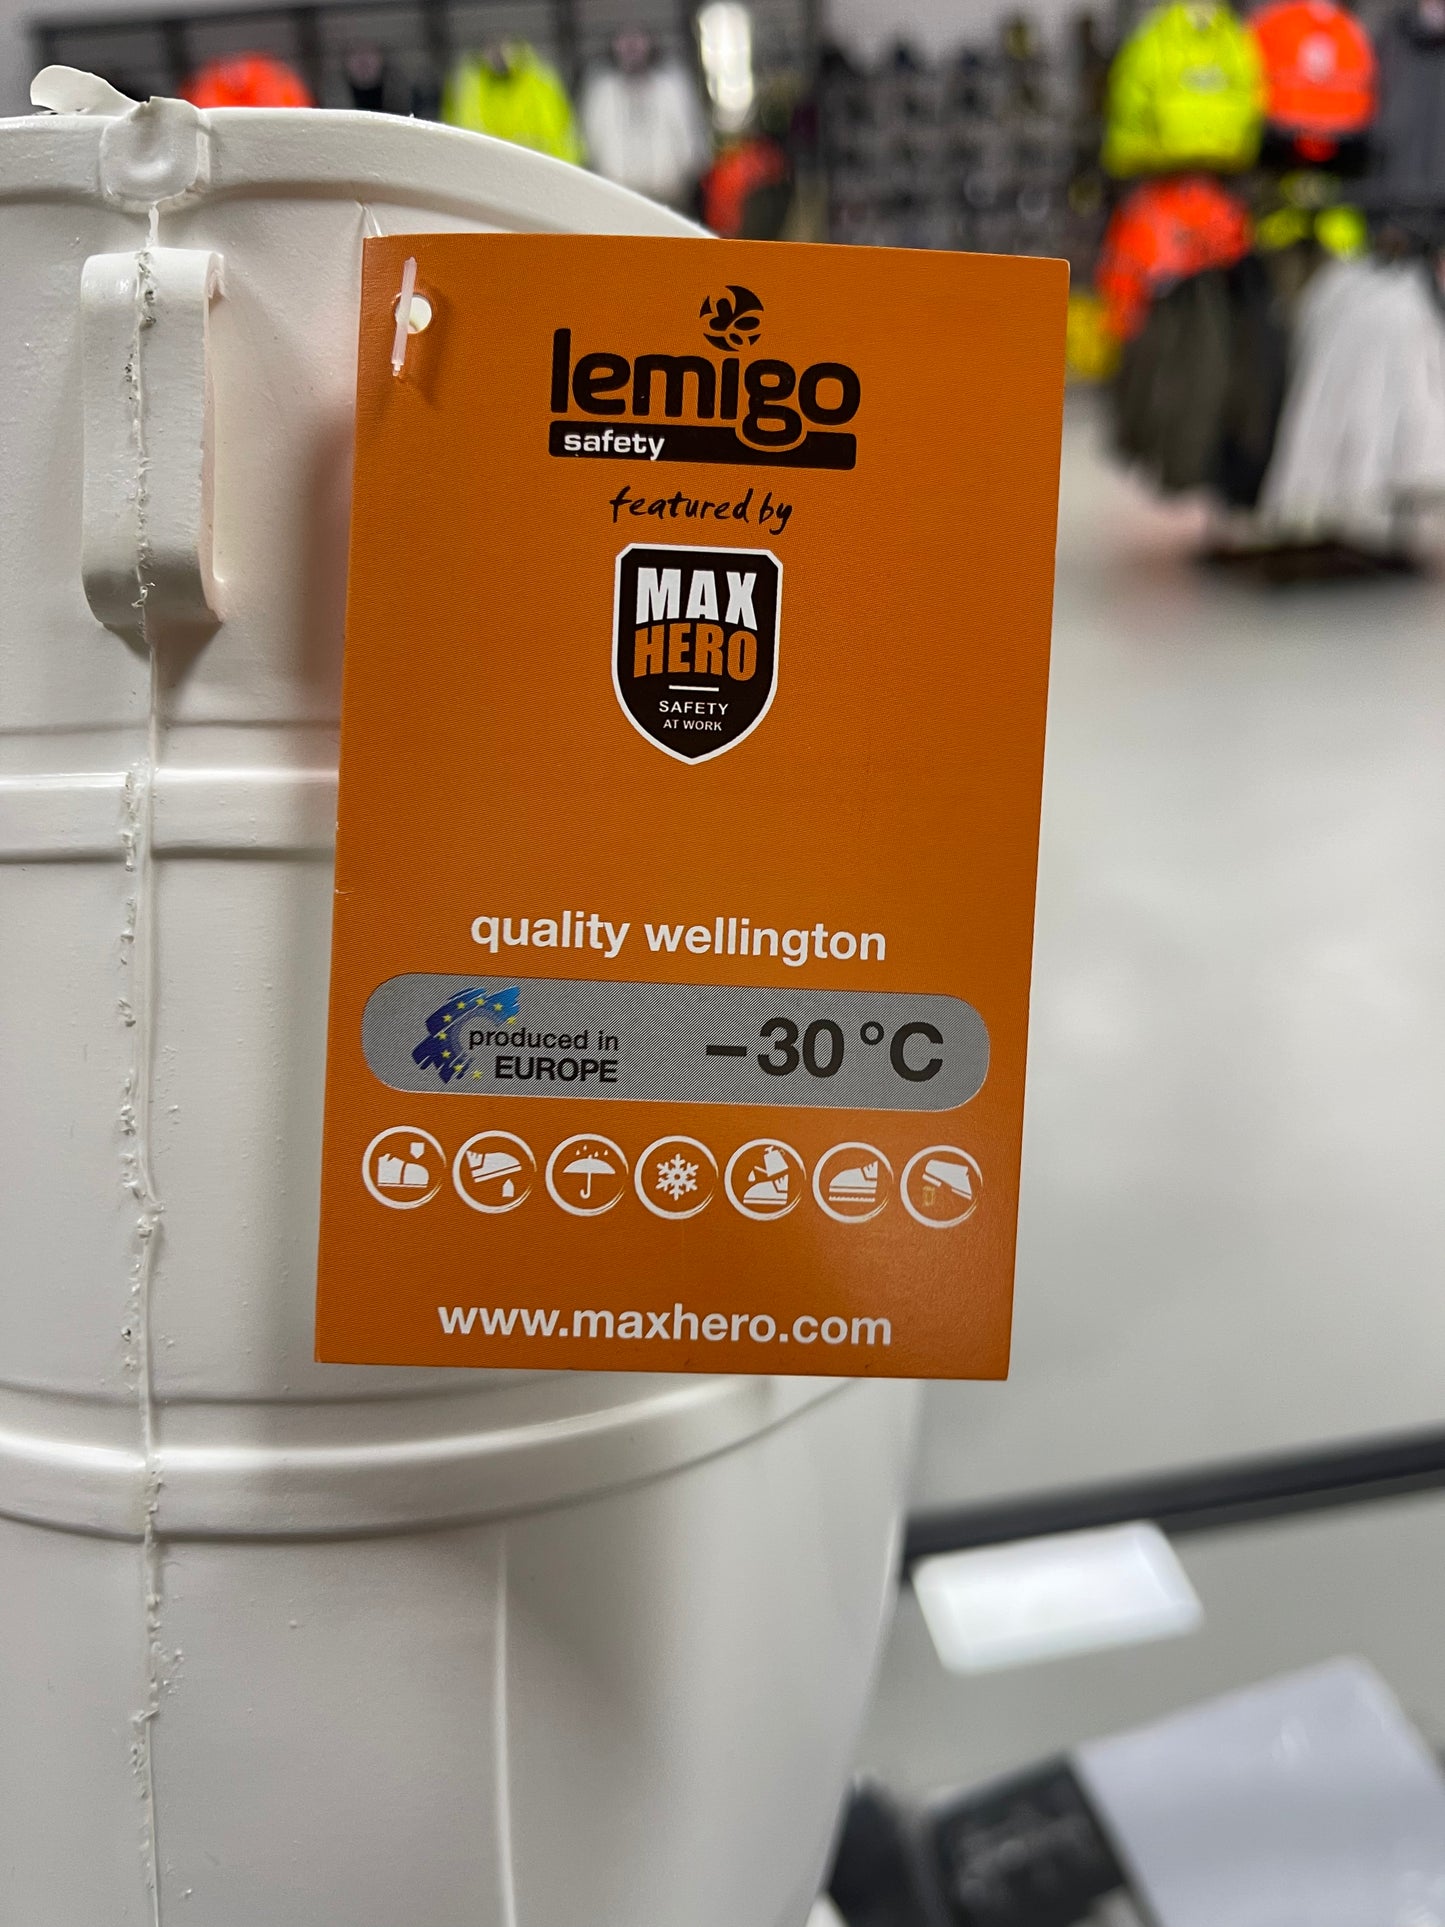 lemigo
safety
featured by
MAX
HERO
SAFETY
AT WORK
quality wellington
produced in
EUROPE
–30 °C
www.maxhero.com